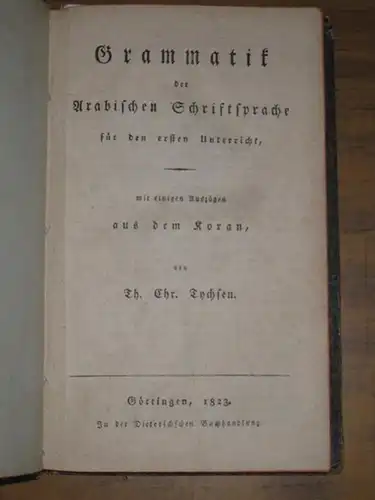 Grammatik
der
Arabischen Schriftsprache
für den ersten Unterricht,
mit einigen Auszügen
aus dem Koran,
von
Th. Chr. Tychsen.
Göttingen, 1823.
In der Dieterichschen Buchhandlung